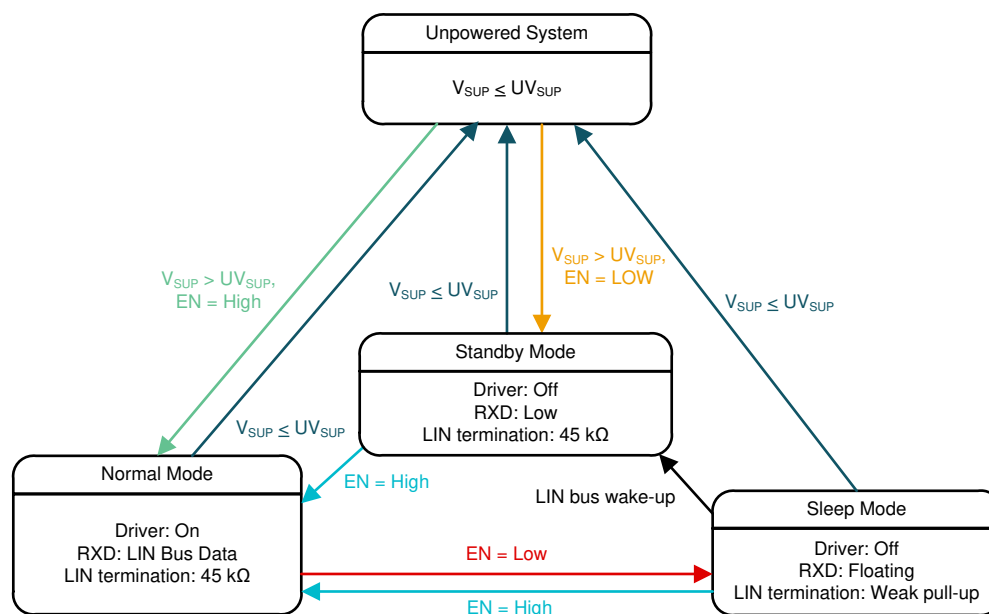 Unpowered System
V_SUP ≤ UV_SUP
V_SUP > UV_SUP,
EN = High
V_SUP ≤ UV_SUP
V_SUP > UV_SUP,
EN = LOW
V_SUP ≤ UV_SUP
Standby Mode
Driver: Off
RXD: Low
LIN termination: 45 kΩ
V_SUP ≤ UV_SUP
Normal Mode
Driver: On
RXD: LIN Bus Data
LIN termination: 45 kΩ
EN = High
LIN bus wake-up
Sleep Mode
Driver: Off
RXD: Floating
LIN termination: Weak pull-up
EN = Low
EN = High